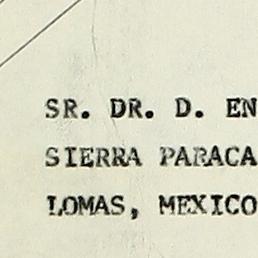 SR. DR. D. EN
SIERRA PARACA
LOMAS, MEXICO